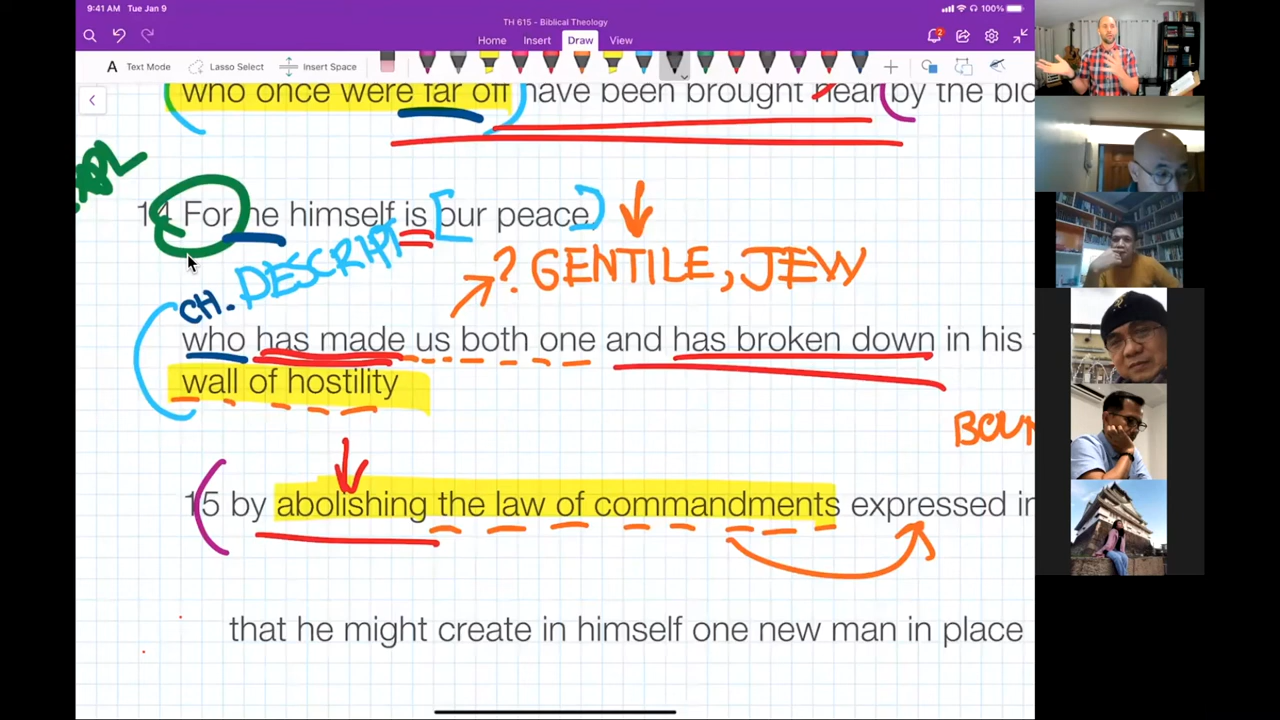 9:41 AM Tue Jan 9
100%
TH 615 - Biblical Theology
Home Insert Draw View
2
A Text Mode Lasso Select Insert Space
who once were far off have been brought near by the blo
14 For he himself is our peace
DESCRIPT
? GENTILE, JEW
CH.
who has made us both one and has broken down in his
wall of hostility
BOUN
15 by abolishing the law of commandments expressed in
that he might create in himself one new man in place